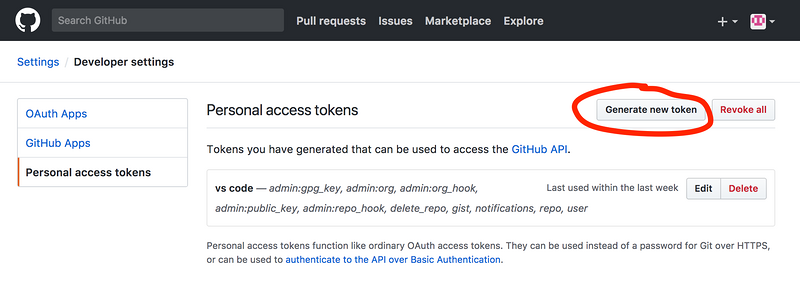 Search GitHub Pull requests Issues Marketplace Explore
Settings / Developer settings
OAuth Apps
GitHub Apps
Personal access tokens
Personal access tokens Generate new token Revoke all
Tokens you have generated that can be used to access the GitHub API.
vs code — admin:gpg_key, admin:org, admin:org_hook, Last used within the last week Edit Delete
admin:public_key, admin:repo_hook, delete_repo, gist, notifications, repo, user
Personal access tokens function like ordinary OAuth access tokens. They can be used instead of a password for Git over HTTPS,
or can be used to authenticate to the API over Basic Authentication.